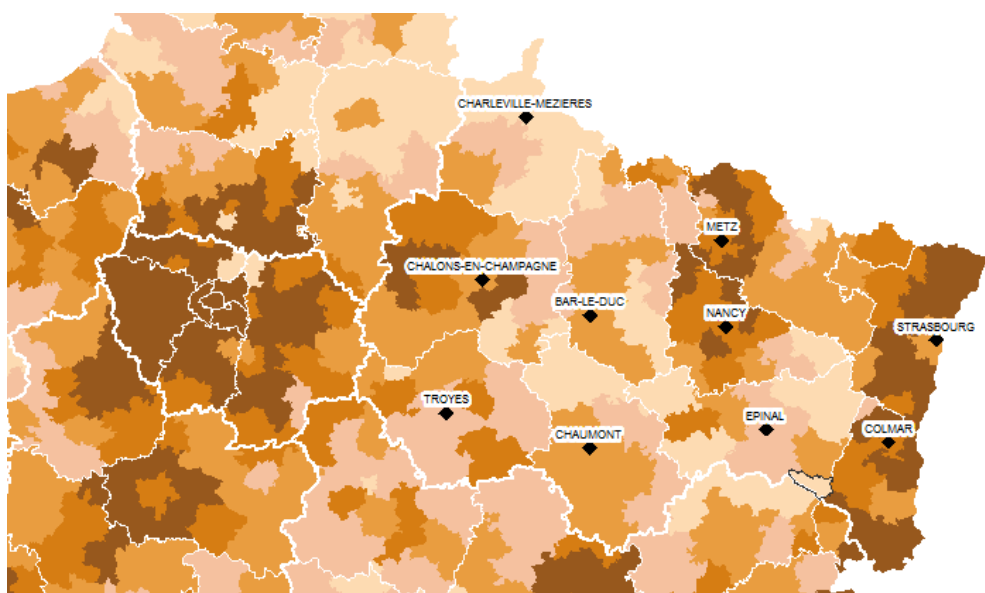 CHARLEVILLE-MEZIERES
METZ
CHALONS-EN-CHAMPAGNE
BAR-LE-DUC
NANCY
STRASBOURG
TROYES
EPINAL
CHAUMONT
COLMAR